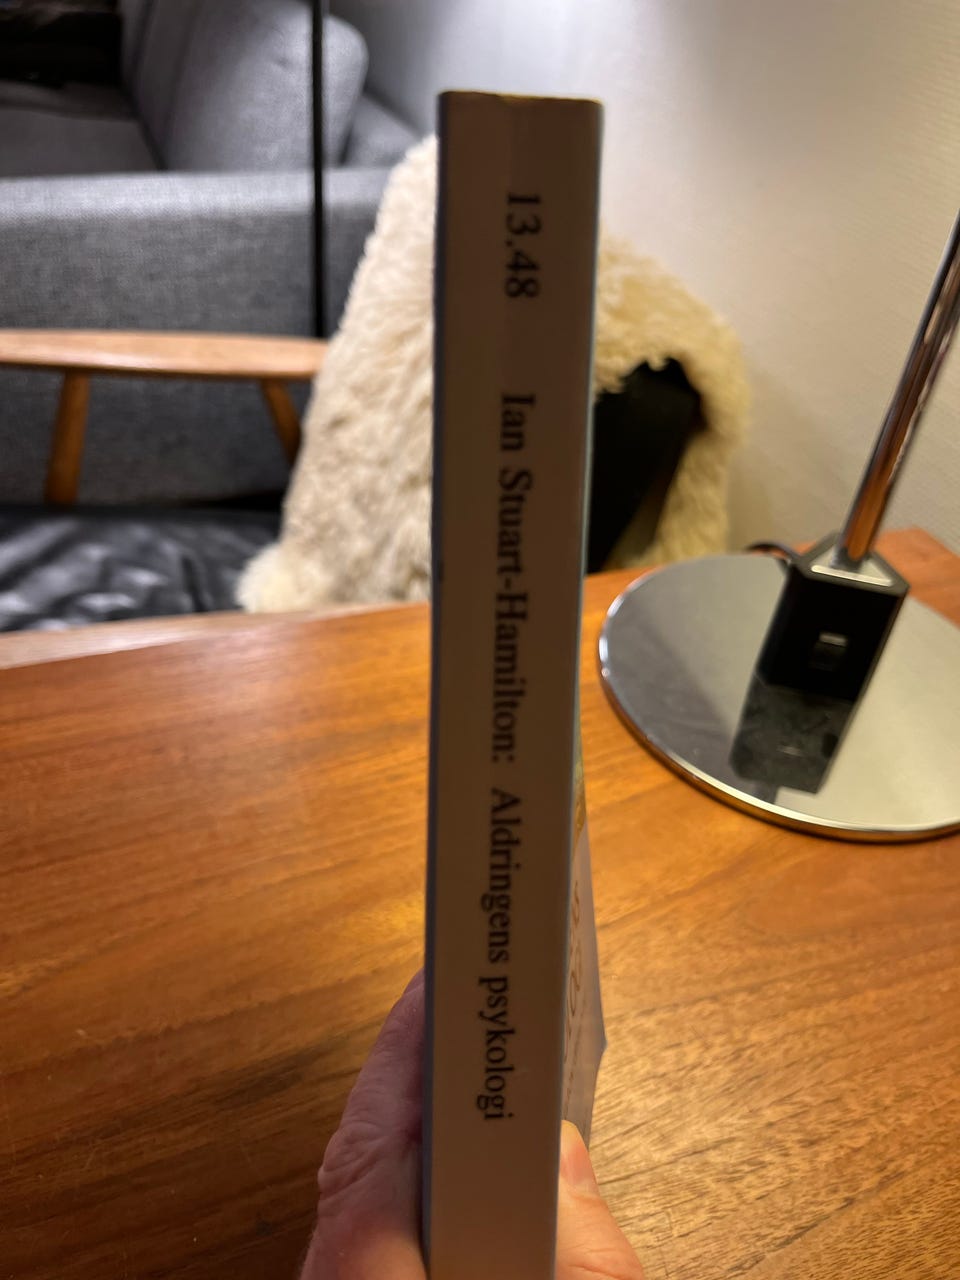 13.48 Ian Stuart-Hamilton: Aldringens psykologi